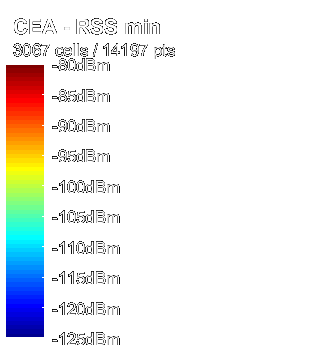 CEA - RSS min
3067 cells / 14197 pts
-80dBm
-85dBm
-90dBm
-95dBm
-100dBm
-105dBm
-110dBm
-115dBm
-120dBm
-125dBm